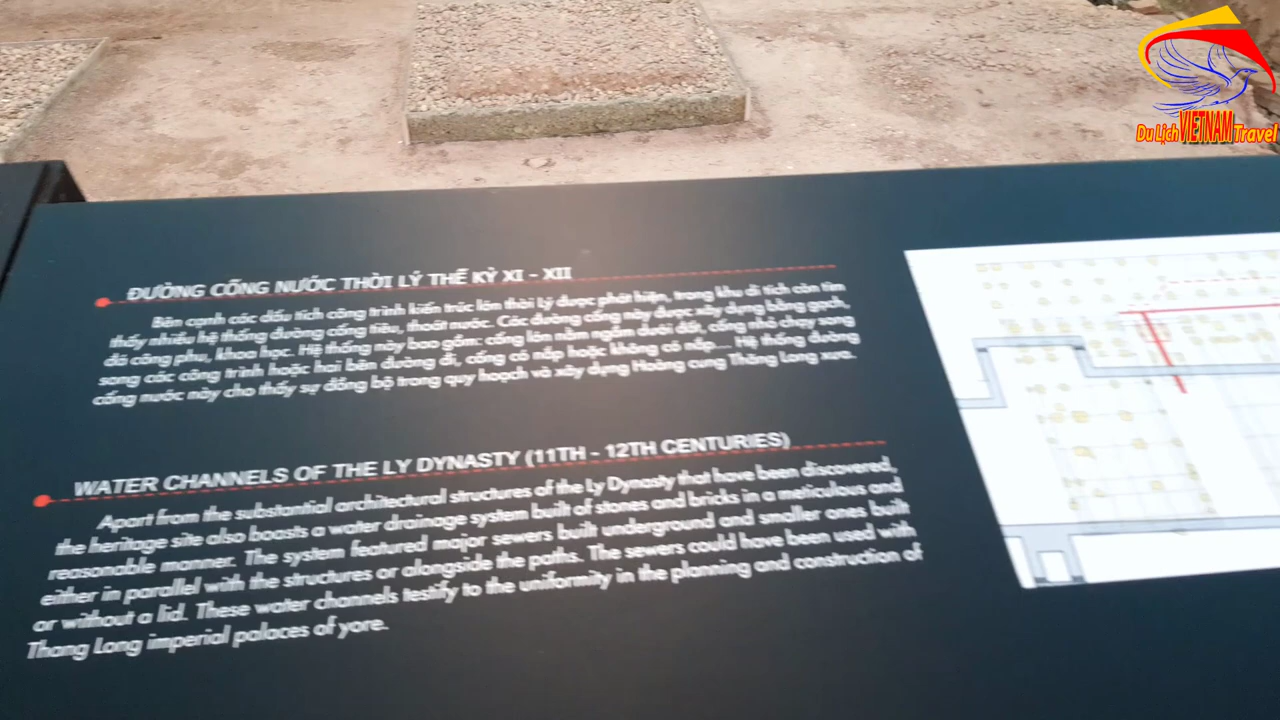 Du Lịch VIETNAM Travel
ĐƯỜNG CỐNG NƯỚC THỜI LÝ THẾ KỶ XI - XII
Bên cạnh các dấu tích công trình kiến trúc lớn thời Lý được phát hiện, trong khu di tích còn tìm
thấy nhiều hệ thống đường cống tiêu, thoát nước. Các đường cống này được xây dựng bằng gạch,
đá công phu, khoa học. Hệ thống này bao gồm: cống lớn nằm ngầm dưới đất, cống nhỏ chạy song
song các công trình hoặc hai bên đường đi, cống có nắp hoặc không có nắp... Hệ thống đường
cống nước này cho thấy sự đồng bộ trong quy hoạch và xây dựng Hoàng cung Thăng Long xưa.
WATER CHANNELS OF THE LY DYNASTY (11TH - 12TH CENTURIES)
Apart from the substantial architectural structures of the Ly Dynasty that have been discovered,
the heritage site also boasts a water drainage system built of stones and bricks in a meticulous and
reasonable manner. The system featured major sewers built underground and smaller ones built
either in parallel with the structures or alongside the paths. The sewers could have been used with
or without a lid. These water channels testify to the uniformity in the planning and construction of
Thang Long imperial palaces of yore.